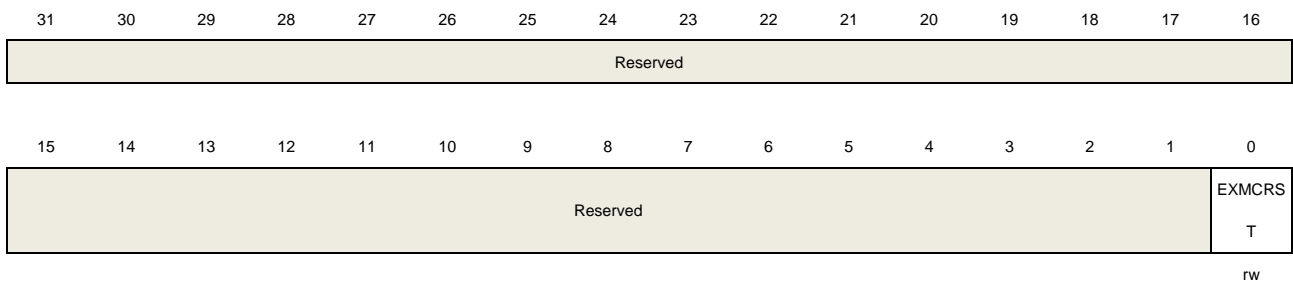 31 30 29 28 27 26 25 24 23 22 21 20 19 18 17 16
Reserved
15 14 13 12 11 10 9 8 7 6 5 4 3 2 1 0
Reserved
EXMCRS
T
rw